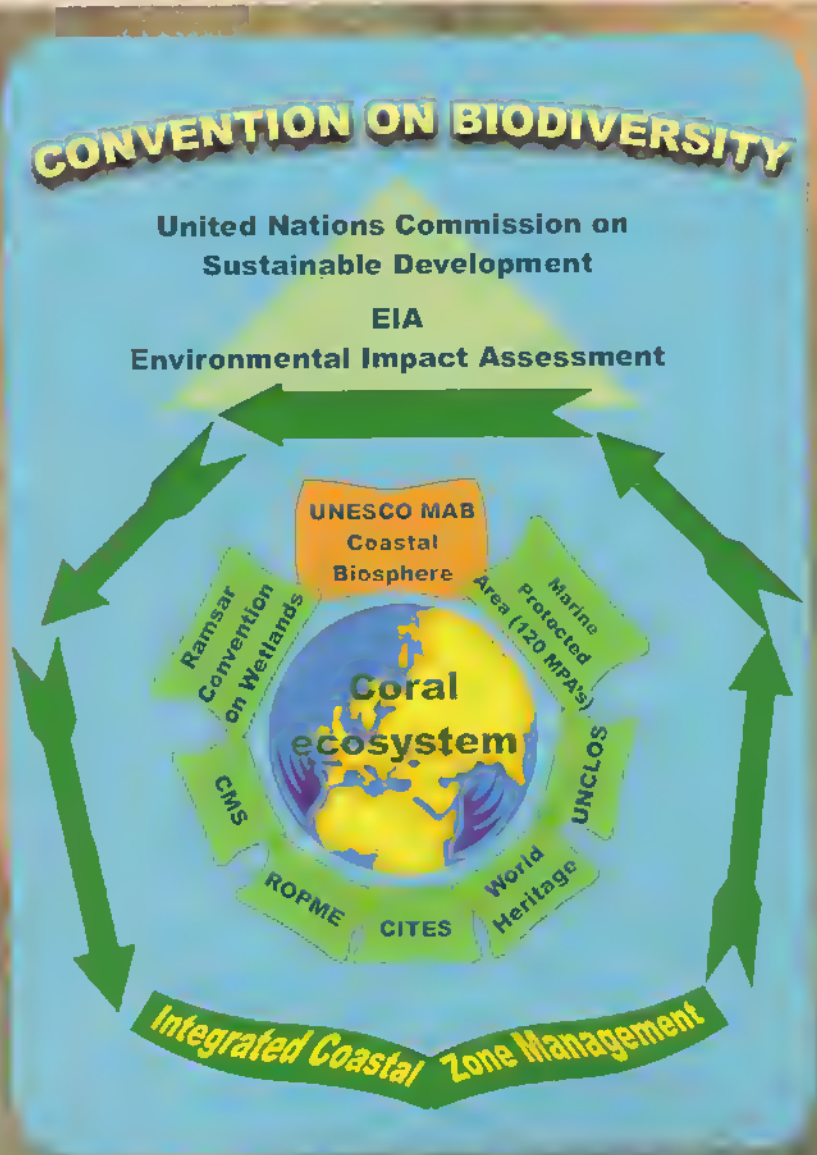 CONVENTION ON BIODIVERSITY
United Nations Commission on
Sustainable Development
EIA
Environmental Impact Assessment
UNESCO MAB
Coastal
Biosphere
Marine
Protected
Area (120 MPA's)
UNCLOS
World
Heritage
CITES
ROPME
CMS
Ramsar
Convention
on Wetlands
Coral
ecosystem
Integrated Coastal Zone Management